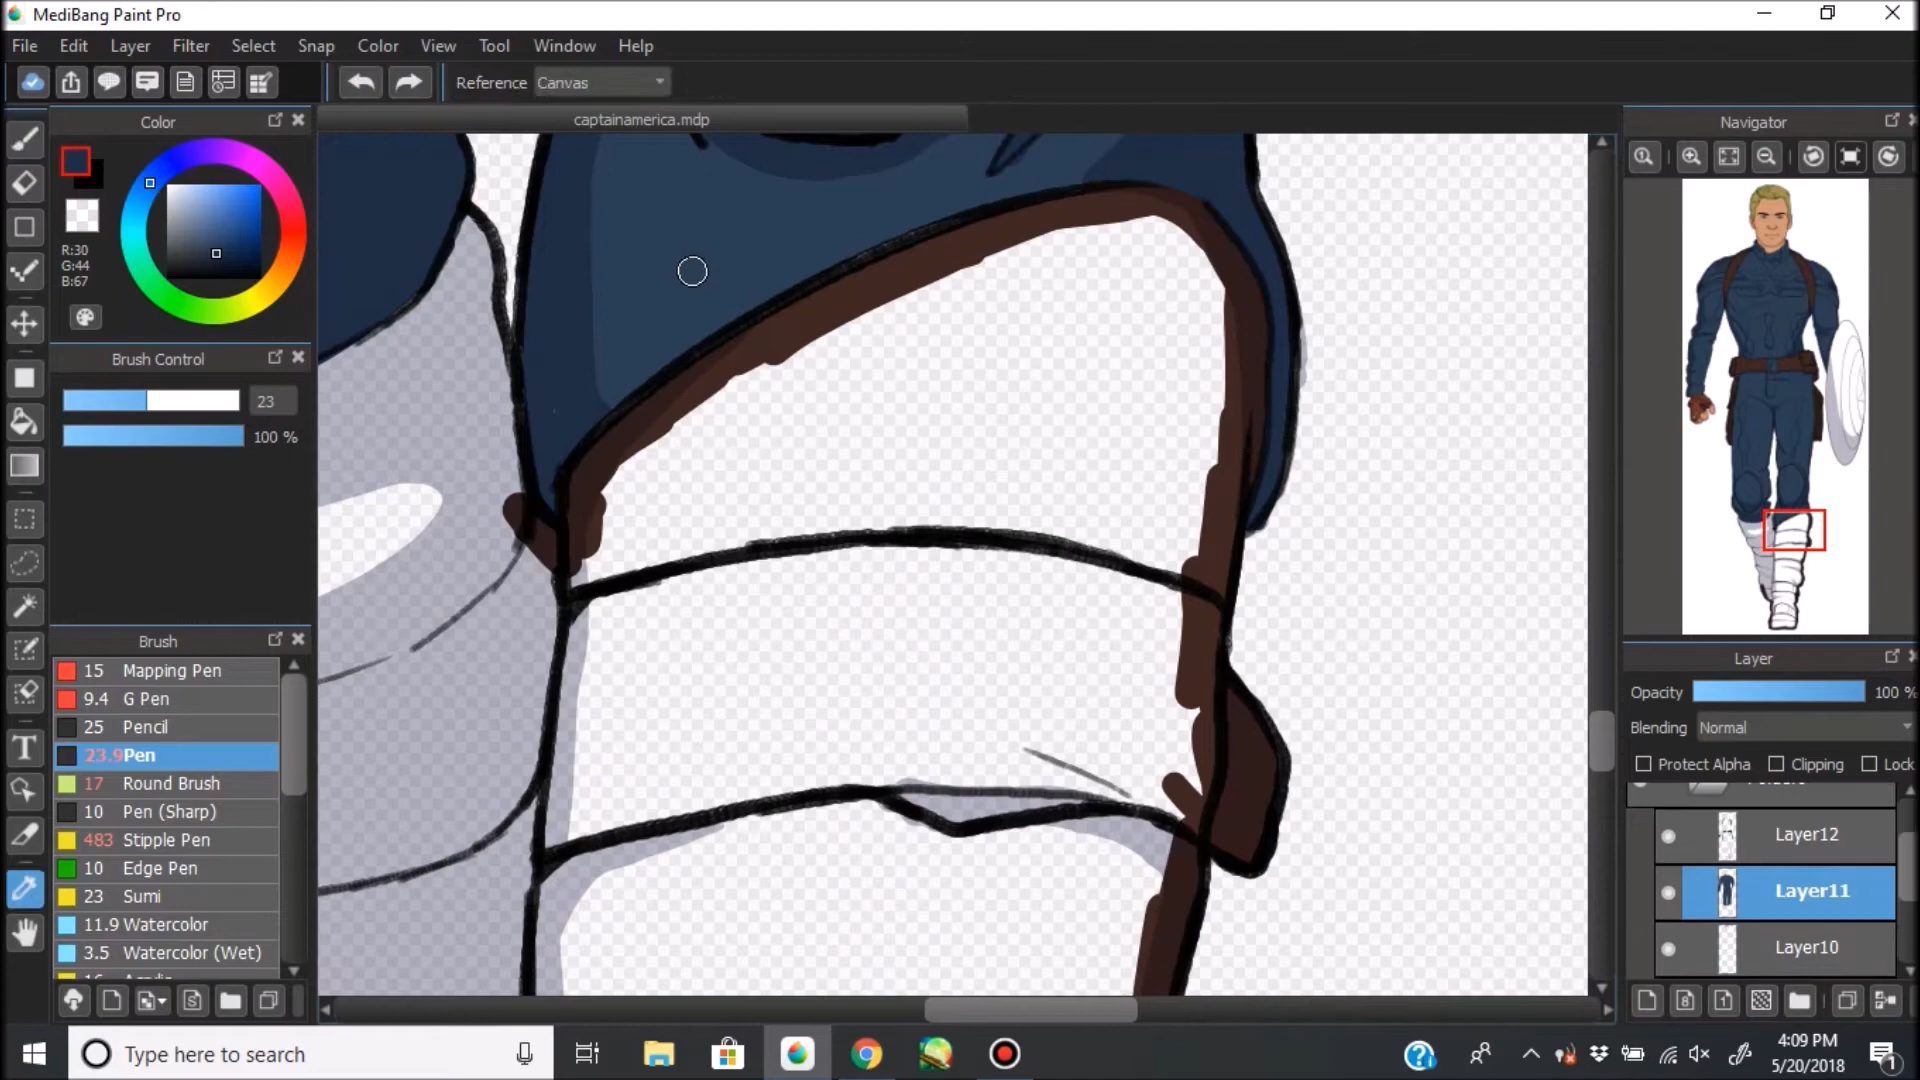 MediBang Paint Pro
File Edit Layer Filter Select Snap Color View Tool Window Help
Reference Canvas
Color
captainamerica.mdp
Navigator
R:30
G:44
B:67
Brush Control
23
100 %
Brush
15 Mapping Pen
9.4 G Pen
25 Pencil
23.9 Pen
17 Round Brush
10 Pen (Sharp)
483 Stipple Pen
10 Edge Pen
23 Sumi
11.9 Watercolor
3.5 Watercolor (Wet)
Layer
Opacity 100 %
Blending Normal
Protect Alpha Clipping Lock
Layer12
Layer11
Layer10
Type here to search
4:09 PM
5/20/2018
1